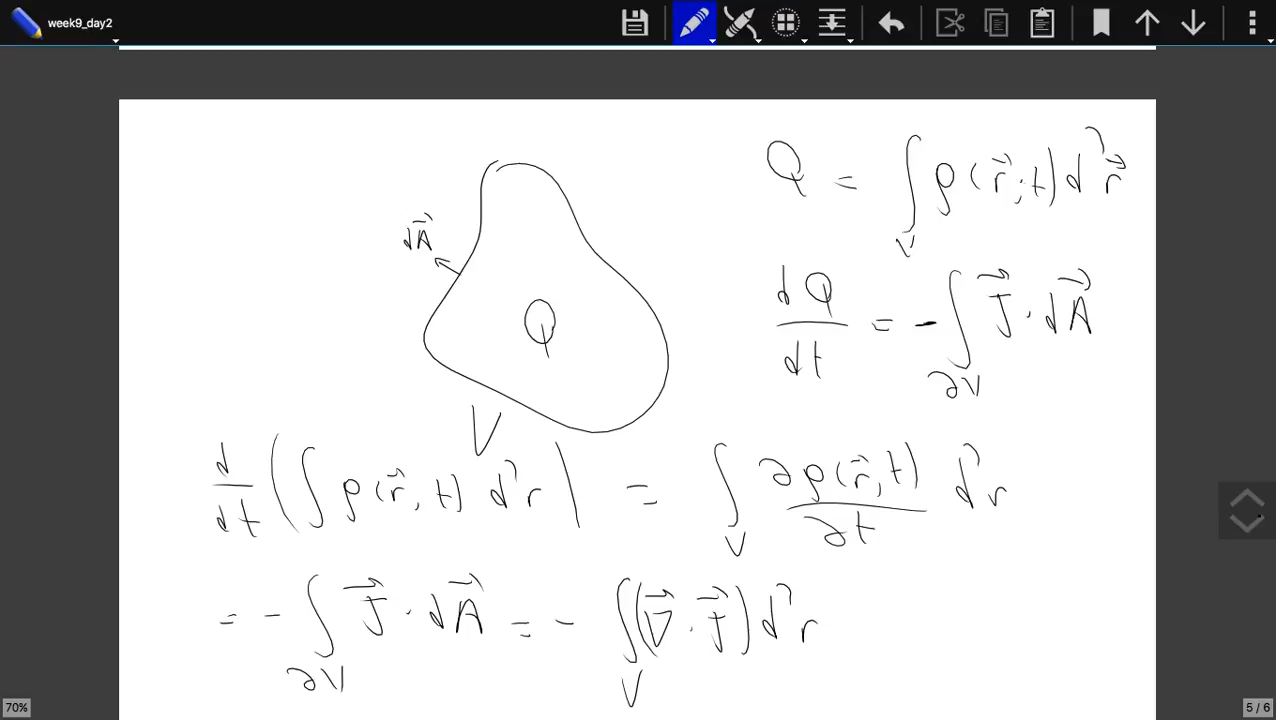 week9_day2
Q = ∫_V ρ(r⃗, t) d³r⃗
dA⃗
dQ/dt = - ∫_∂V J⃗ · dA⃗
Q
V
d/dt (∫ ρ(r⃗, t) d³r) = ∫_V ∂ρ(r⃗, t)/∂t d³r
= - ∫_∂V J⃗ · dA⃗ = - ∫_V (∇⃗ · J⃗) d³r
70%
5 / 6